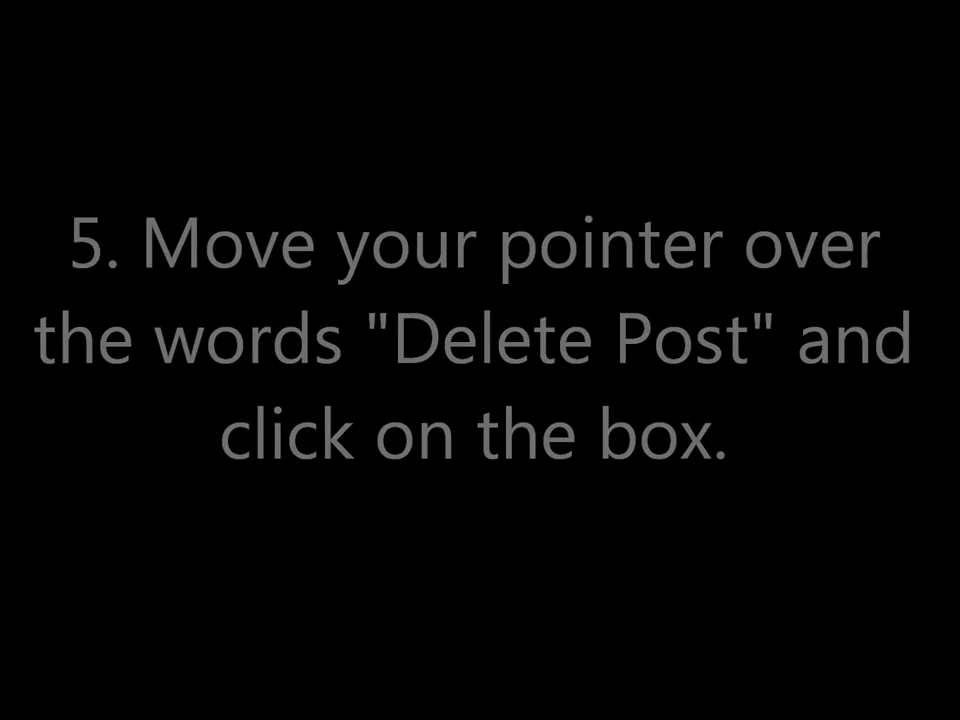 5. Move your pointer over
the words "Delete Post" and
click on the box.